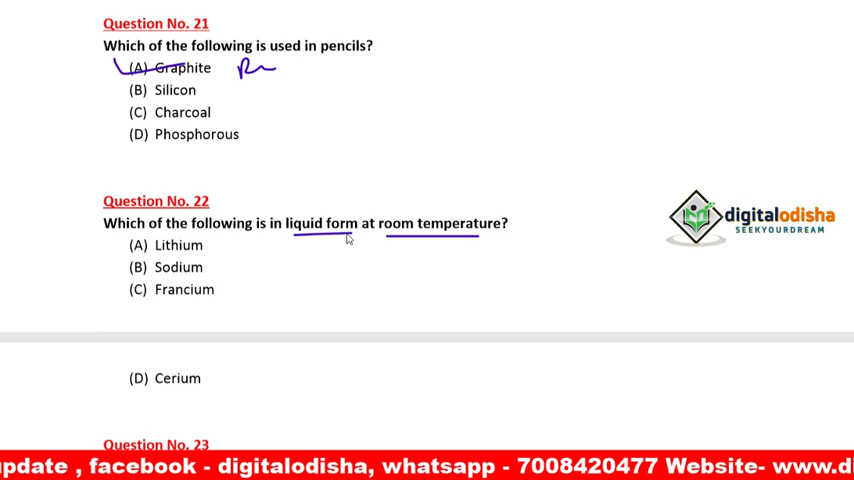 Question No. 21
Which of the following is used in pencils?
(A) Graphite
(B) Silicon
(C) Charcoal
(D) Phosphorous
Question No. 22
Which of the following is in liquid form at room temperature?
(A) Lithium
(B) Sodium
(C) Francium
digitalodisha
SEEKYOURDREAM
(D) Cerium
Question No. 23
update , facebook - digitalodisha, whatsapp - 7008420477 Website- www.di